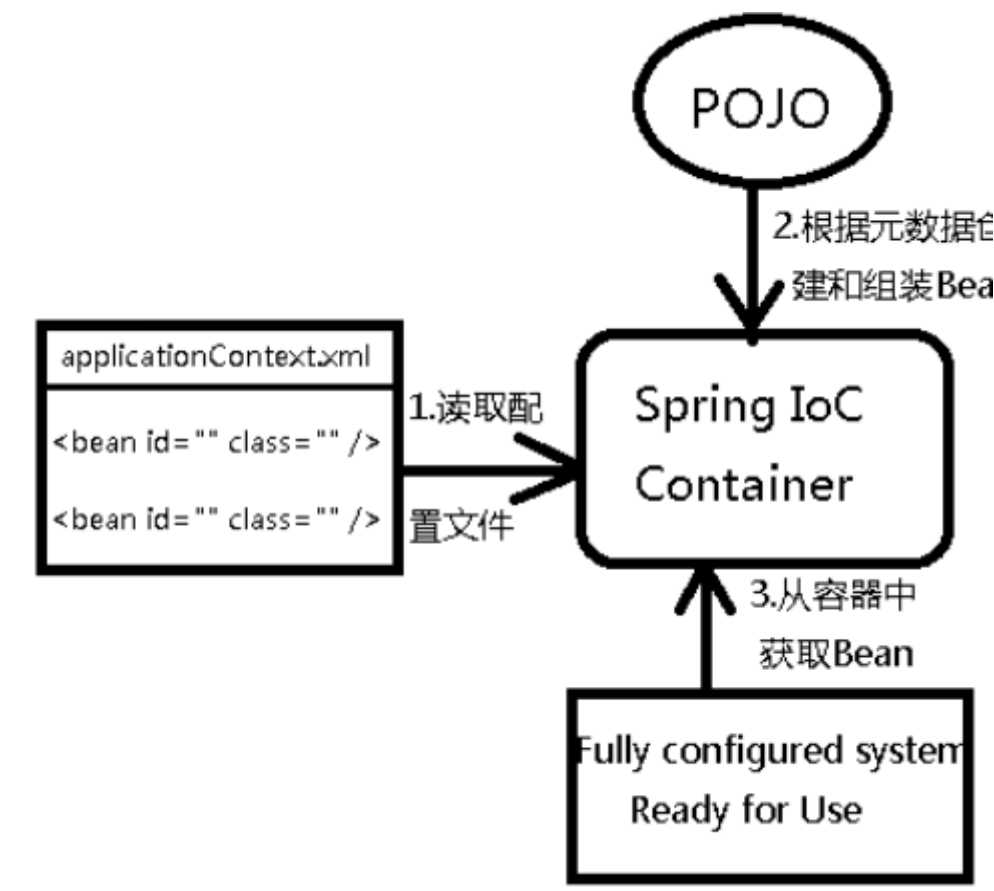 POJO
2.根据元数据创
建和组装Bea
applicationContext.xml
<bean id="" class="" />
<bean id="" class="" />
1.读取配
置文件
Spring IoC
Container
3.从容器中
获取Bean
Fully configured system
Ready for Use